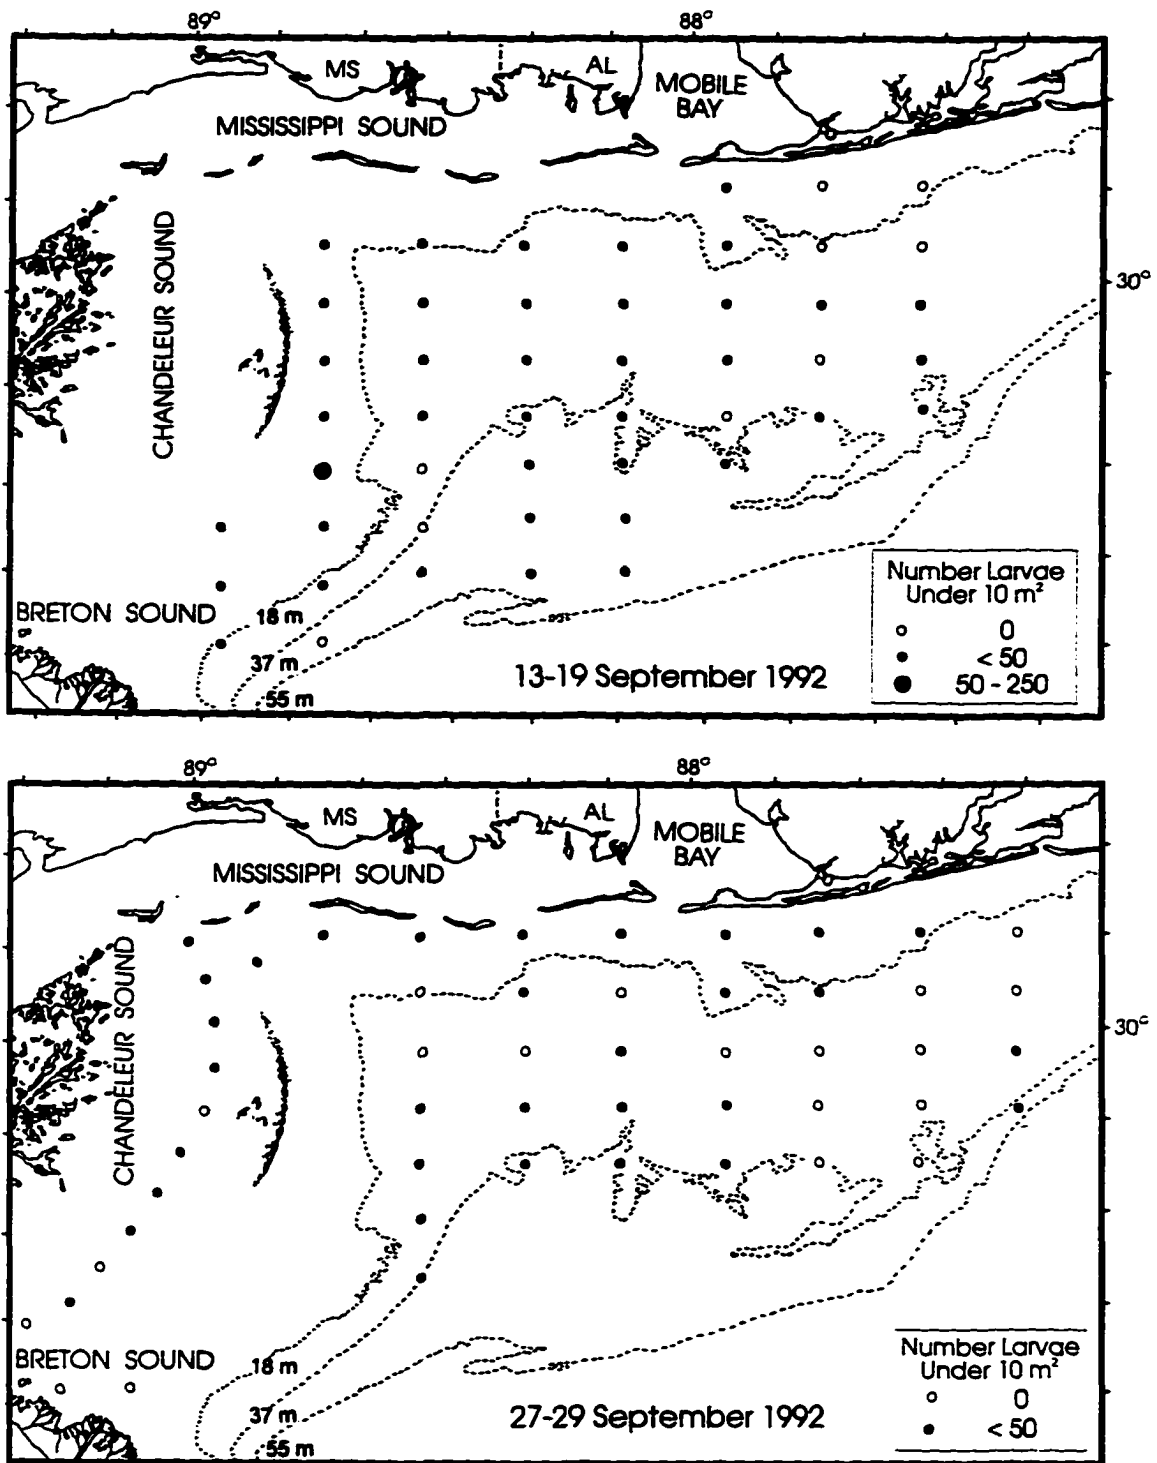 89° 88°
MS AL MOBILE
BAY
MISSISSIPPI SOUND
CHANDELEUR SOUND
30°
BRETON SOUND
18 m
37 m
55 m
13-19 September 1992
Number Larvae
Under 10 m²
0
< 50
50 - 250
89° 88°
MS AL MOBILE
BAY
MISSISSIPPI SOUND
CHANDELEUR SOUND
30°
BRETON SOUND
18 m
37 m
55 m
27-29 September 1992
Number Larvae
Under 10 m²
0
< 50